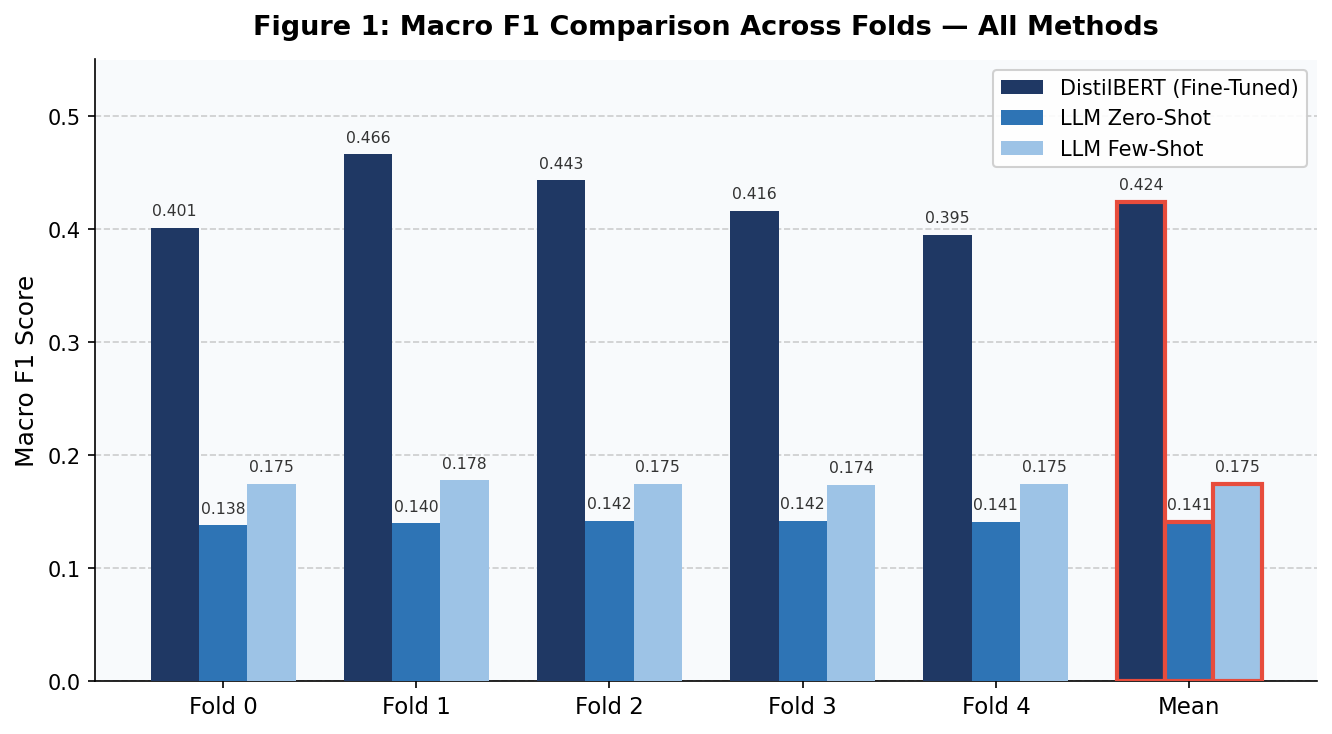 Figure 1: Macro F1 Comparison Across Folds — All Methods
DistilBERT (Fine-Tuned)
LLM Zero-Shot
LLM Few-Shot
Macro F1 Score
0.5
0.4
0.3
0.2
0.1
0.0
0.401
0.138
0.175
0.466
0.140
0.178
0.443
0.142
0.175
0.416
0.142
0.174
0.395
0.141
0.175
0.424
0.141
0.175
Fold 0
Fold 1
Fold 2
Fold 3
Fold 4
Mean